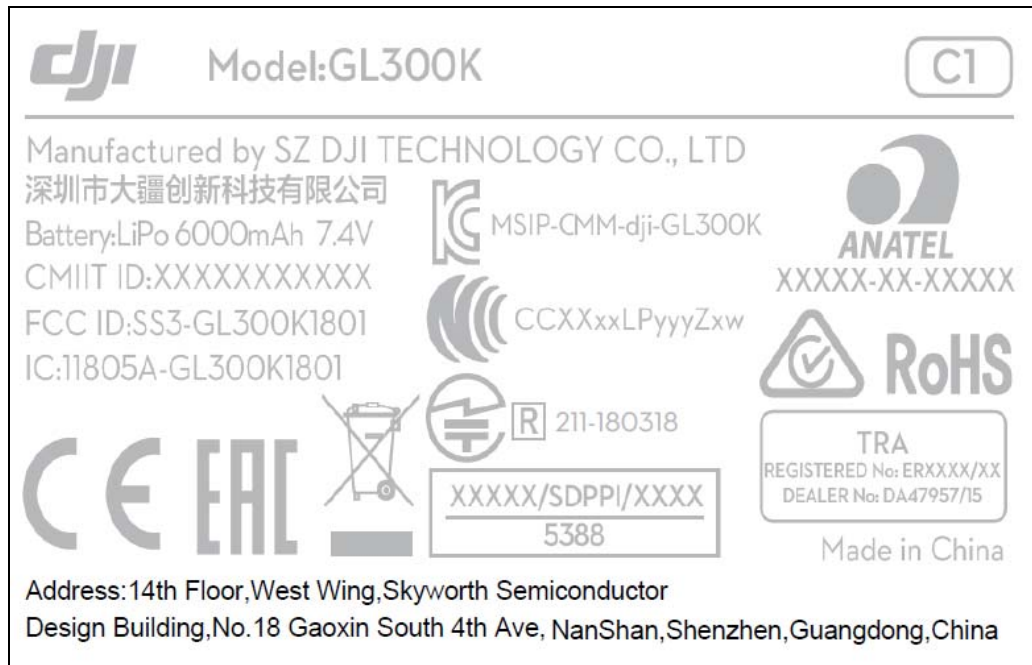 dji Model:GL300K C1
Manufactured by SZ DJI TECHNOLOGY CO., LTD
深圳市大疆创新科技有限公司
Battery:LiPo 6000mAh 7.4V
CMIIT ID:XXXXXXXXXXX
FCC ID:SS3-GL300K1801
IC:11805A-GL300K1801
MSIP-CMM-dji-GL300K
CCXXxxLPyyyZxw
R 211-180318
XXXXX/SDPPI/XXXX
5388
ANATEL
XXXXX-XX-XXXXX
RoHS
TRA
REGISTERED No: ERXXXX/XX
DEALER No: DA47957/15
Made in China
CE EAC
Address:14th Floor,West Wing,Skyworth Semiconductor
Design Building,No.18 Gaoxin South 4th Ave, NanShan,Shenzhen,Guangdong,China